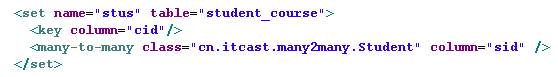 <set name="stus" table="student_course">
<key column="cid"/>
<many-to-many class="cn.itcast.many2many.Student" column="sid" />
</set>